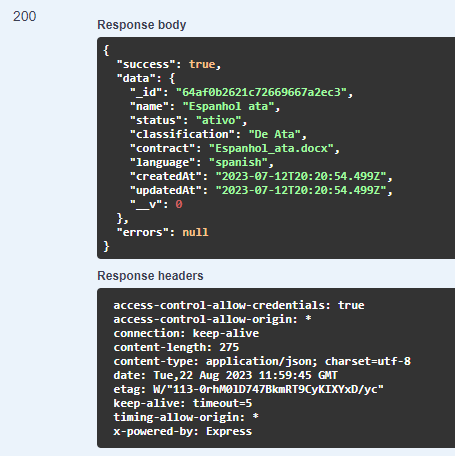 200
Response body
{
  "success": true,
  "data": {
    "_id": "64af0b2621c72669667a2ec3",
    "name": "Espanhol ata",
    "status": "ativo",
    "classification": "De Ata",
    "contract": "Espanhol_ata.docx",
    "language": "spanish",
    "createdAt": "2023-07-12T20:20:54.499Z",
    "updatedAt": "2023-07-12T20:20:54.499Z",
    "__v": 0
  },
  "errors": null
}
Response headers
access-control-allow-credentials: true
access-control-allow-origin: *
connection: keep-alive
content-length: 275
content-type: application/json; charset=utf-8
date: Tue,22 Aug 2023 11:59:45 GMT
etag: W/"113-0rhM0lD747BkmRT9CyKIXYxD/yc"
keep-alive: timeout=5
timing-allow-origin: *
x-powered-by: Express